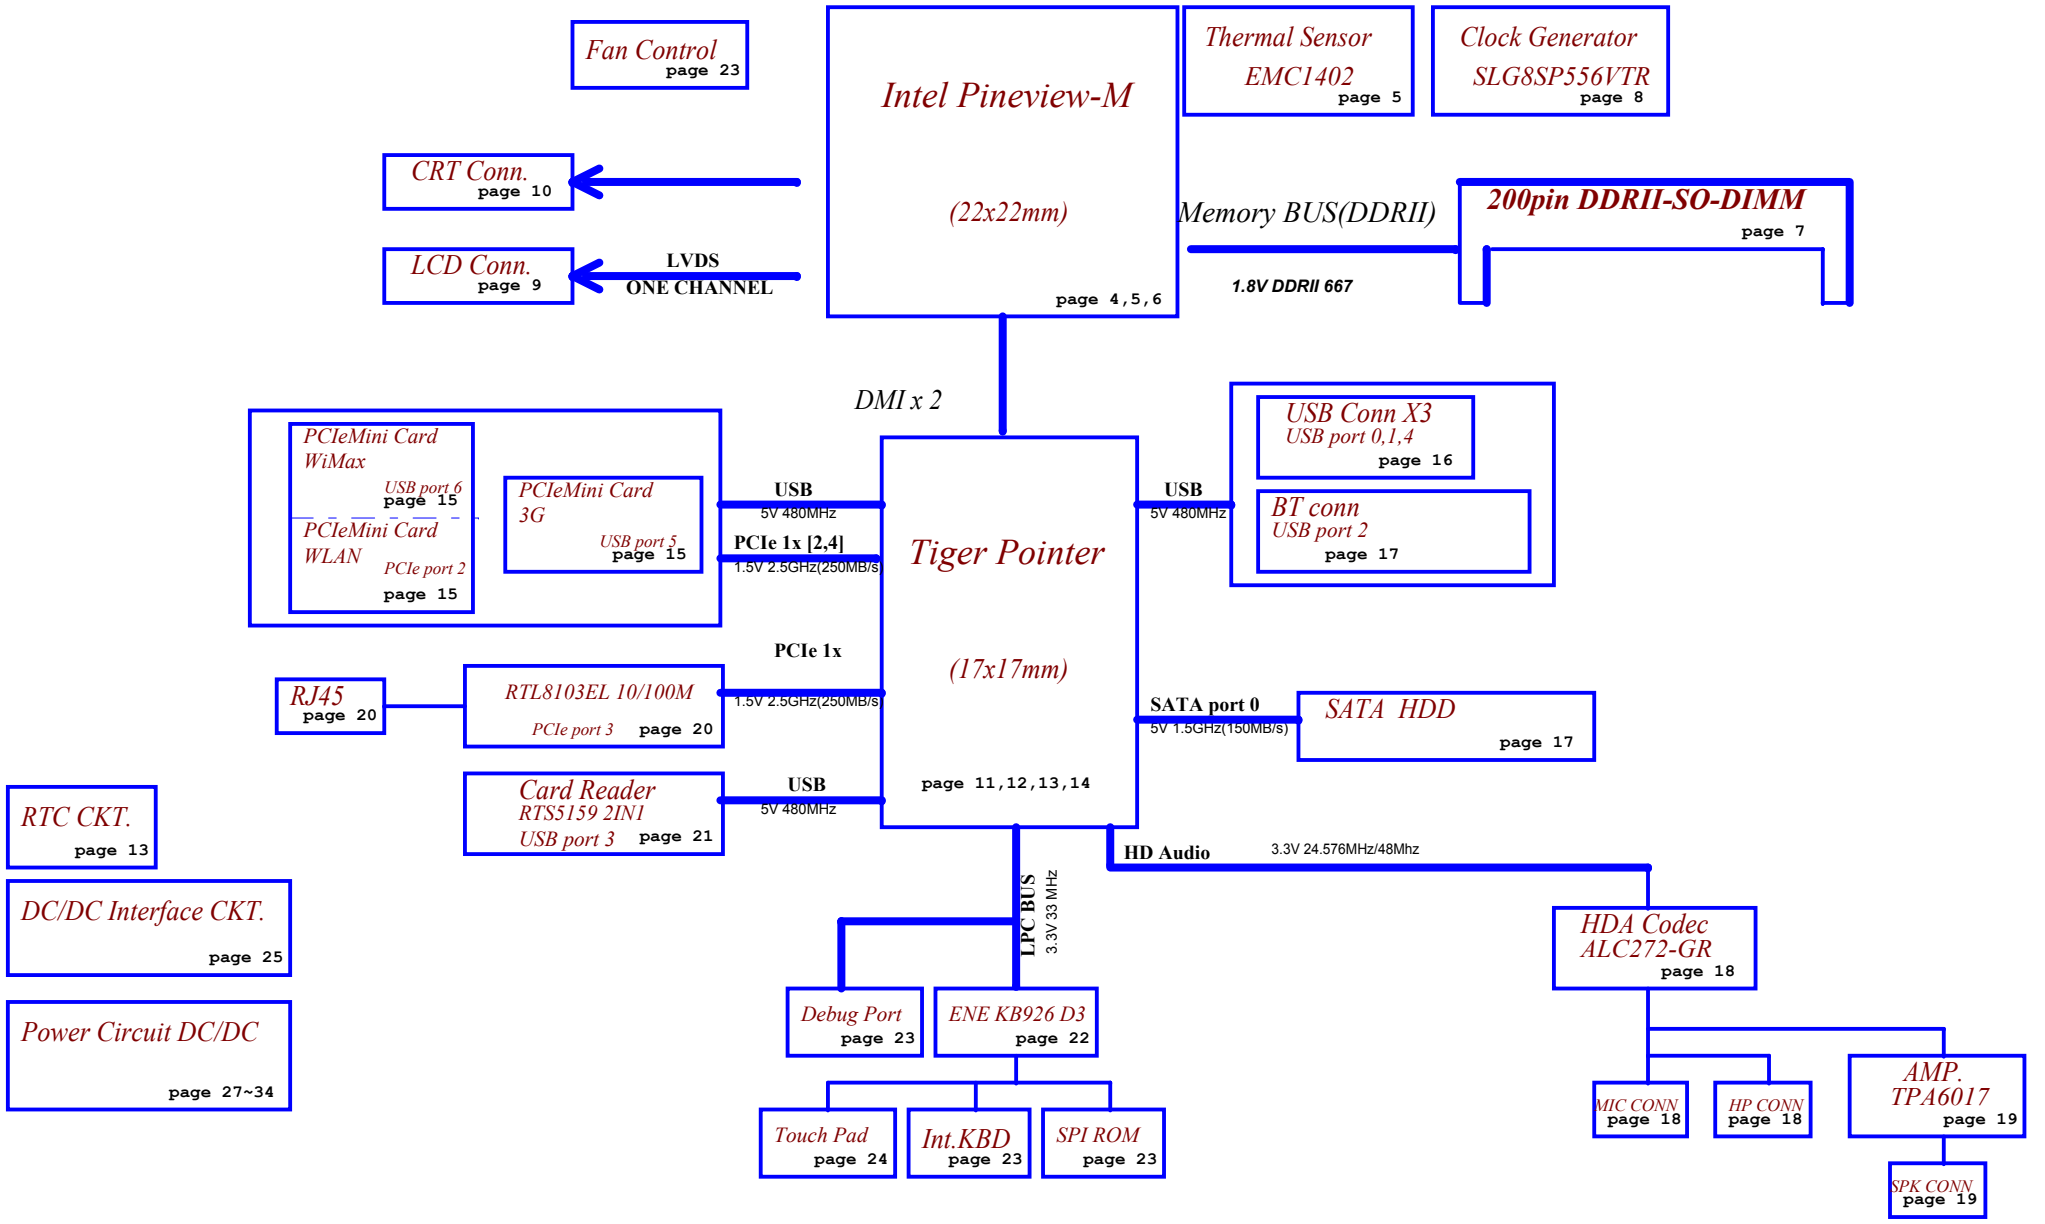 Fan Control
page 23
Intel Pineview-M
(22x22mm)
page 4,5,6
Thermal Sensor
EMC1402
page 5
Clock Generator
SLG8SP556VTR
page 8
CRT Conn.
page 10
LCD Conn.
page 9
LVDS
ONE CHANNEL
Memory BUS(DDRII)
1.8V DDRII 667
200pin DDRII-SO-DIMM
page 7
DMI x 2
PCIeMini Card
WiMax
USB port 6
page 15
PCIeMini Card
WLAN
PCIe port 2
page 15
PCIeMini Card
3G
USB port 5
page 15
USB
5V 480MHz
PCIe 1x [2,4]
1.5V 2.5GHz(250MB/s)
Tiger Pointer
(17x17mm)
page 11,12,13,14
USB
5V 480MHz
USB Conn X3
USB port 0,1,4
page 16
BT conn
USB port 2
page 17
RJ45
page 20
RTL8103EL 10/100M
PCIe port 3 page 20
PCIe 1x
1.5V 2.5GHz(250MB/s)
SATA port 0
5V 1.5GHz(150MB/s)
SATA HDD
page 17
Card Reader
RTS5159 2IN1
USB port 3 page 21
USB
5V 480MHz
RTC CKT.
page 13
DC/DC Interface CKT.
page 25
Power Circuit DC/DC
page 27~34
LPC BUS
3.3V 33 MHz
HD Audio
3.3V 24.576MHz/48Mhz
HDA Codec
ALC272-GR
page 18
Debug Port
page 23
ENE KB926 D3
page 22
Touch Pad
page 24
Int.KBD
page 23
SPI ROM
page 23
MIC CONN
page 18
HP CONN
page 18
AMP.
TPA6017
page 19
SPK CONN
page 19